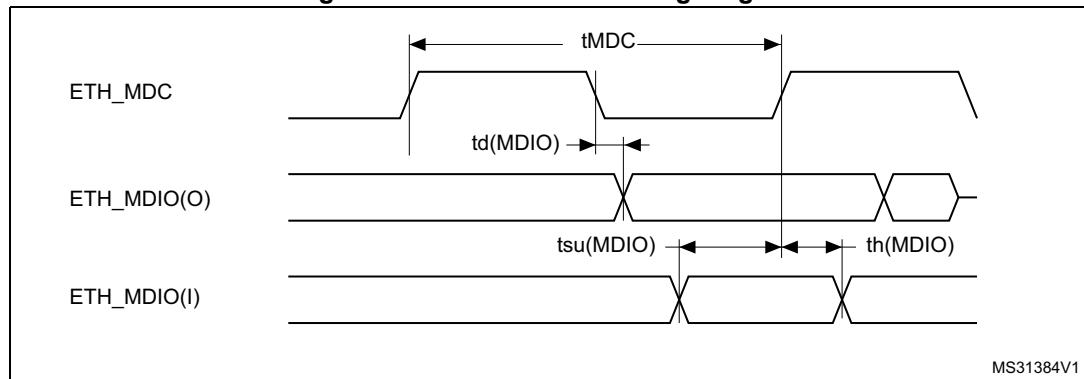 tMDC
ETH_MDC
td(MDIO)
ETH_MDIO(O)
tsu(MDIO) th(MDIO)
ETH_MDIO(I)
MS31384V1